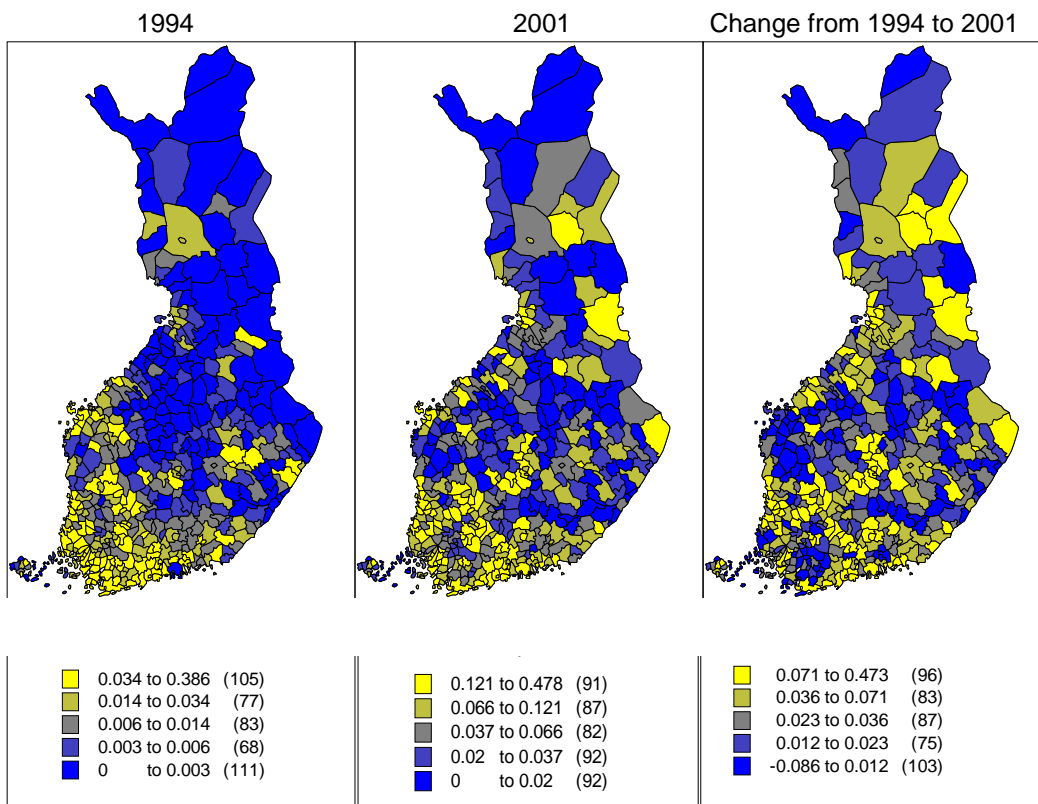 1994
2001
Change from 1994 to 2001
0.034 to 0.386 (105)
0.014 to 0.034 (77)
0.006 to 0.014 (83)
0.003 to 0.006 (68)
0 to 0.003 (111)
0.121 to 0.478 (91)
0.066 to 0.121 (87)
0.037 to 0.066 (82)
0.02 to 0.037 (92)
0 to 0.02 (92)
0.071 to 0.473 (96)
0.036 to 0.071 (83)
0.023 to 0.036 (87)
0.012 to 0.023 (75)
-0.086 to 0.012 (103)